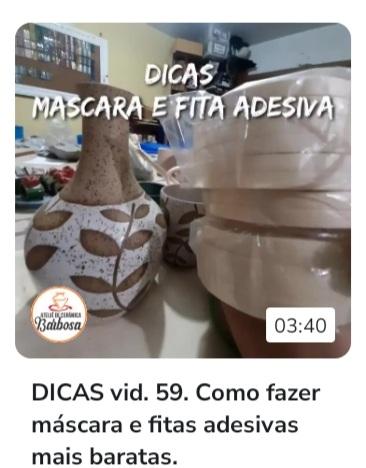 DICAS
MASCARA E FITA ADESIVA
ATELIÊ DE CERÂMICA
Barbosa
03:40
DICAS vid. 59. Como fazer
máscara e fitas adesivas
mais baratas.